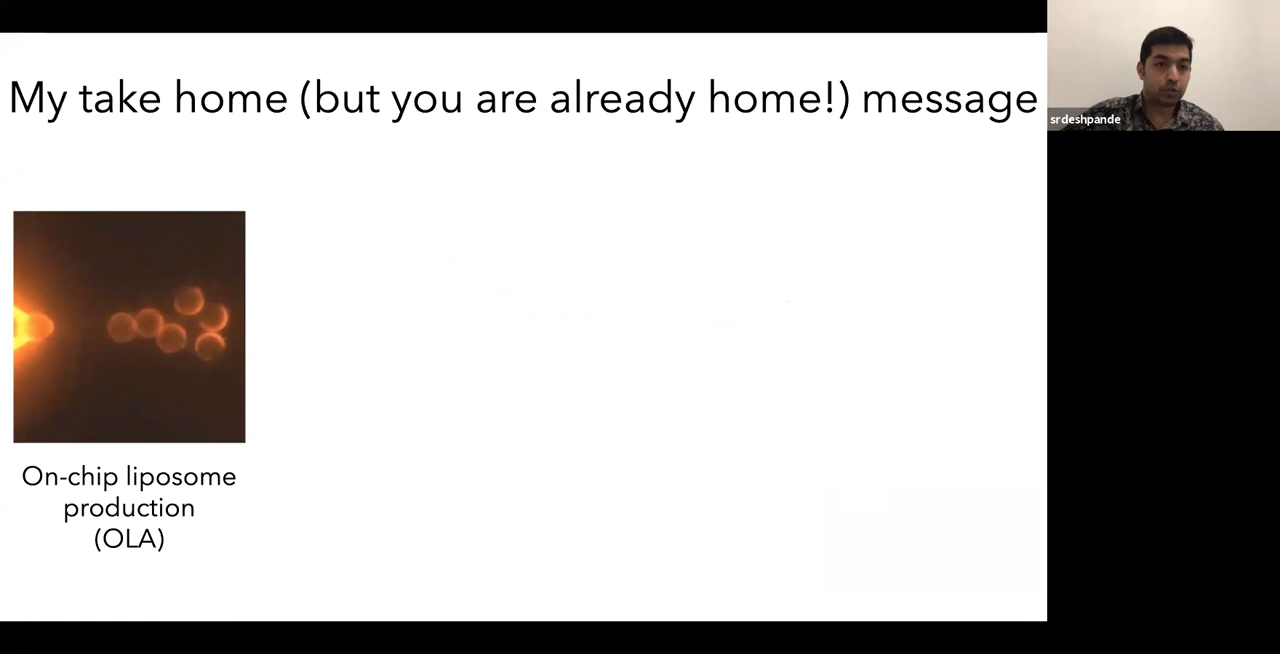 My take home (but you are already home!) message
srdeshpande
On-chip liposome
production
(OLA)